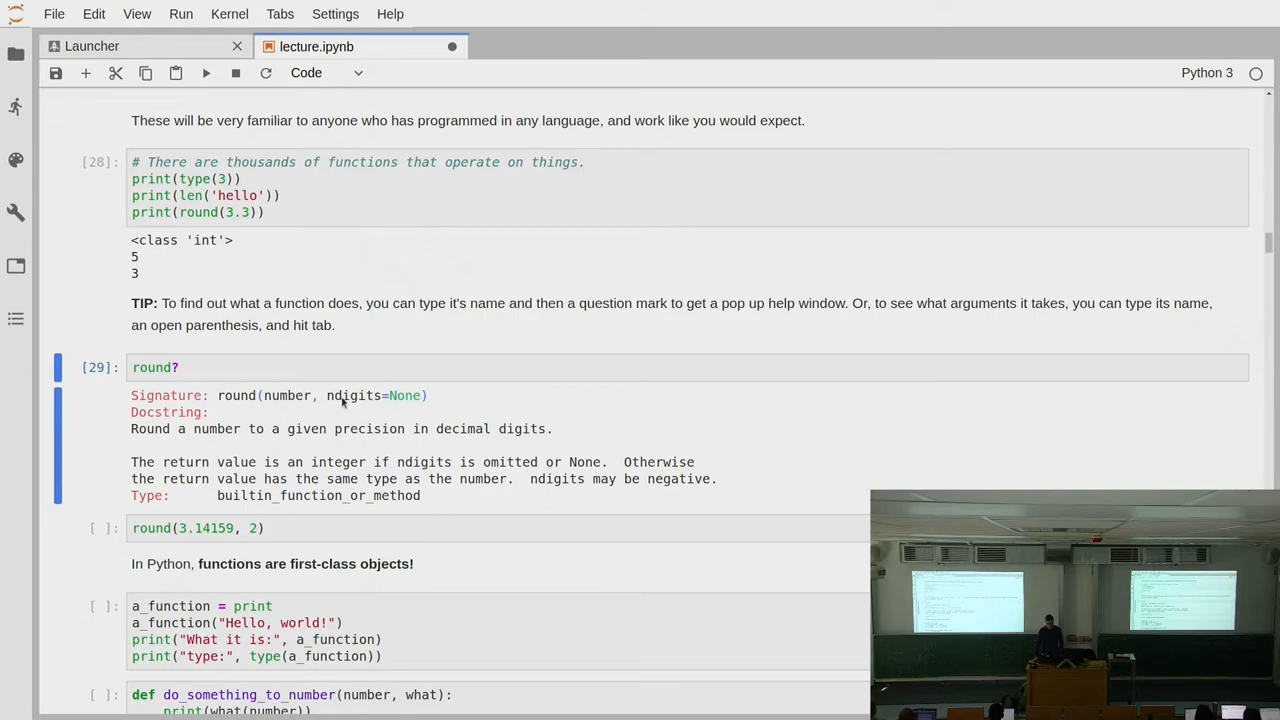 File Edit View Run Kernel Tabs Settings Help
Launcher
lecture.ipynb
Code
Python 3
These will be very familiar to anyone who has programmed in any language, and work like you would expect.
[28]:
# There are thousands of functions that operate on things.
print(type(3))
print(len('hello'))
print(round(3.3))
<class 'int'>
5
3
TIP: To find out what a function does, you can type it's name and then a question mark to get a pop up help window. Or, to see what arguments it takes, you can type its name,
an open parenthesis, and hit tab.
[29]: round?
Signature: round(number, ndigits=None)
Docstring:
Round a number to a given precision in decimal digits.
The return value is an integer if ndigits is omitted or None.  Otherwise
the return value has the same type as the number.  ndigits may be negative.
Type:      builtin_function_or_method
[ ]: round(3.14159, 2)
In Python, functions are first-class objects!
[ ]: a_function = print
a_function("Hello, world!")
print("What it is:", a_function)
print("type:", type(a_function))
[ ]: def do_something_to_number(number, what):
print(what(number))